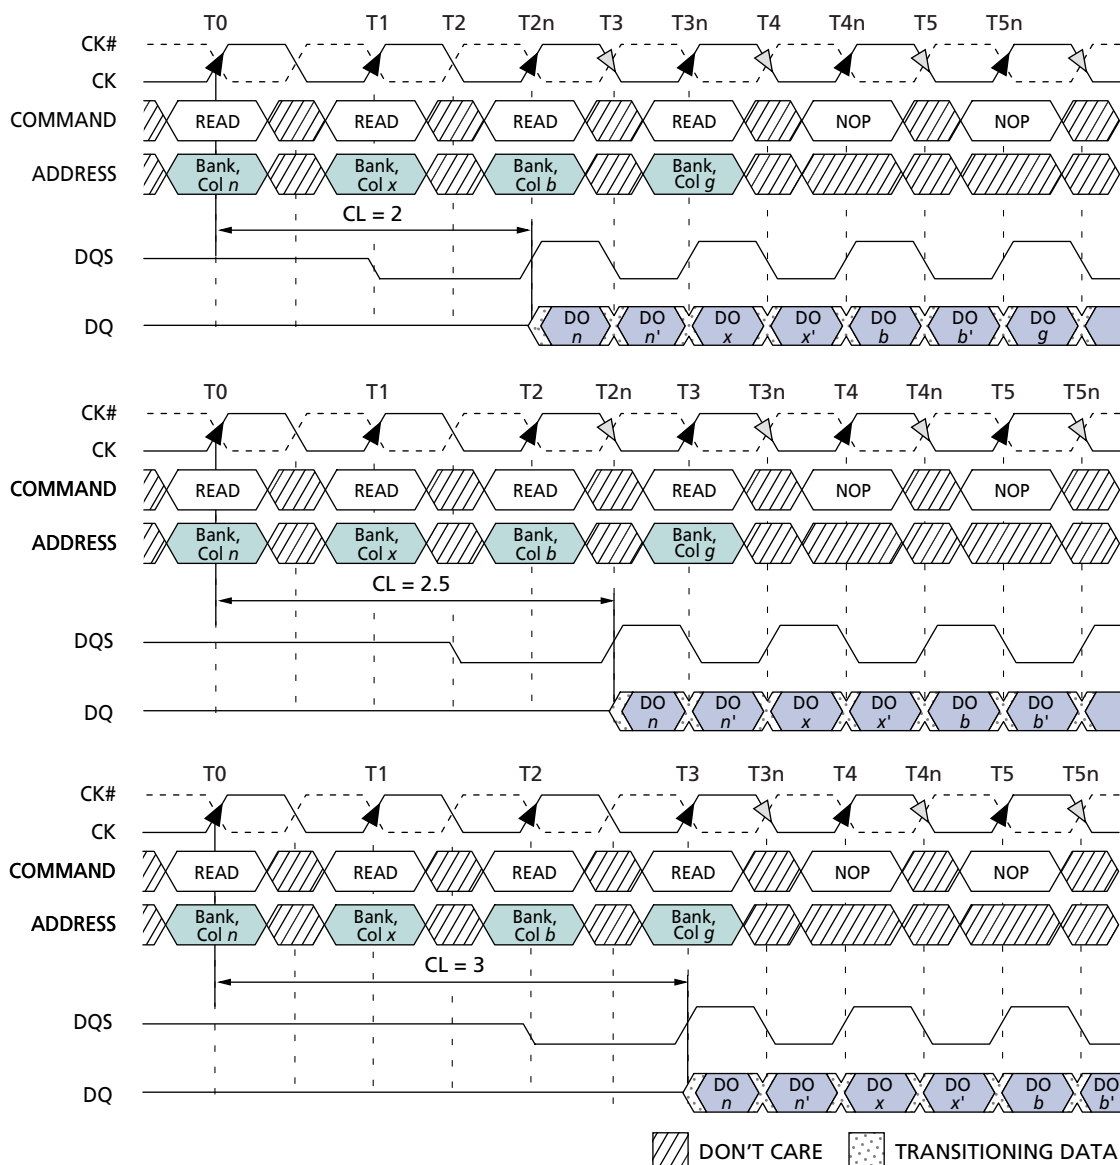 T0 T1 T2 T2n T3 T3n T4 T4n T5 T5n
CK#
CK
COMMAND READ READ READ READ NOP NOP
ADDRESS Bank, Col n Bank, Col x Bank, Col b Bank, Col g
CL = 2
DQS
DQ DO n DO n' DO x DO x' DO b DO b' DO g
T0 T1 T2 T2n T3 T3n T4 T4n T5 T5n
CK#
CK
COMMAND READ READ READ READ NOP NOP
ADDRESS Bank, Col n Bank, Col x Bank, Col b Bank, Col g
CL = 2.5
DQS
DQ DO n DO n' DO x DO x' DO b DO b'
T0 T1 T2 T3 T3n T4 T4n T5 T5n
CK#
CK
COMMAND READ READ READ READ NOP NOP
ADDRESS Bank, Col n Bank, Col x Bank, Col b Bank, Col g
CL = 3
DQS
DQ DO n DO n' DO x DO x' DO b DO b'
DON'T CARE TRANSITIONING DATA